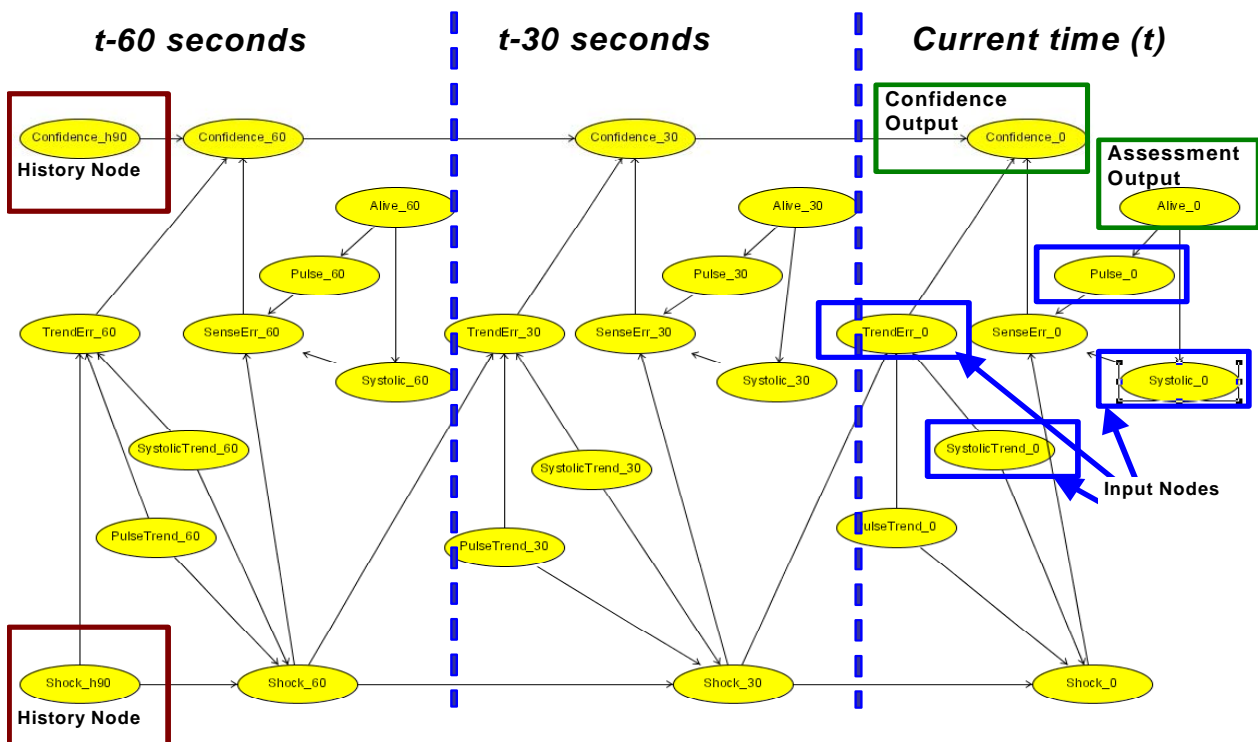 t-60 seconds
t-30 seconds
Current time (t)
Confidence_h90
History Node
Confidence_60
Confidence_30
Confidence
Output
Confidence_0
Assessment
Output
Alive_60
Alive_30
Alive_0
Pulse_60
Pulse_30
Pulse_0
TrendErr_60
SenseErr_60
TrendErr_30
SenseErr_30
TrendErr_0
SenseErr_0
Systolic_60
Systolic_30
Systolic_0
SystolicTrend_60
SystolicTrend_30
SystolicTrend_0
Input Nodes
PulseTrend_60
PulseTrend_30
PulseTrend_0
Shock_h90
History Node
Shock_60
Shock_30
Shock_0